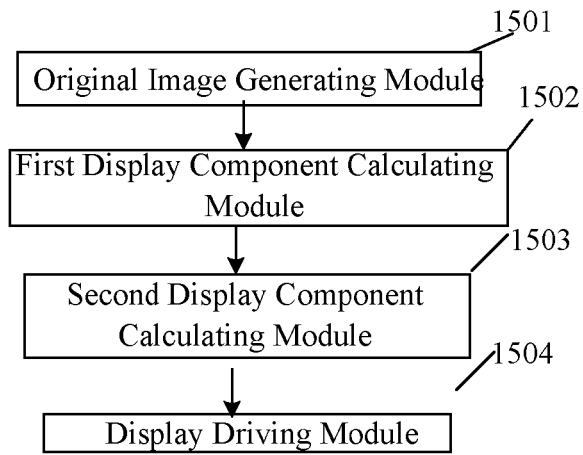 1501
Original Image Generating Module
1502
First Display Component Calculating
Module
1503
Second Display Component
Calculating Module
1504
Display Driving Module